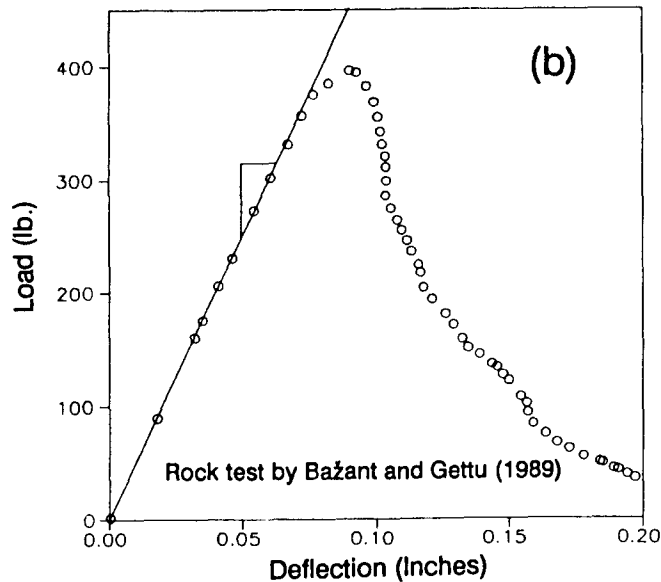 (b)
400
300
200
100
0
Load (lb.)
Rock test by Bažant and Gettu (1989)
0.00 0.05 0.10 0.15 0.20
Deflection (Inches)